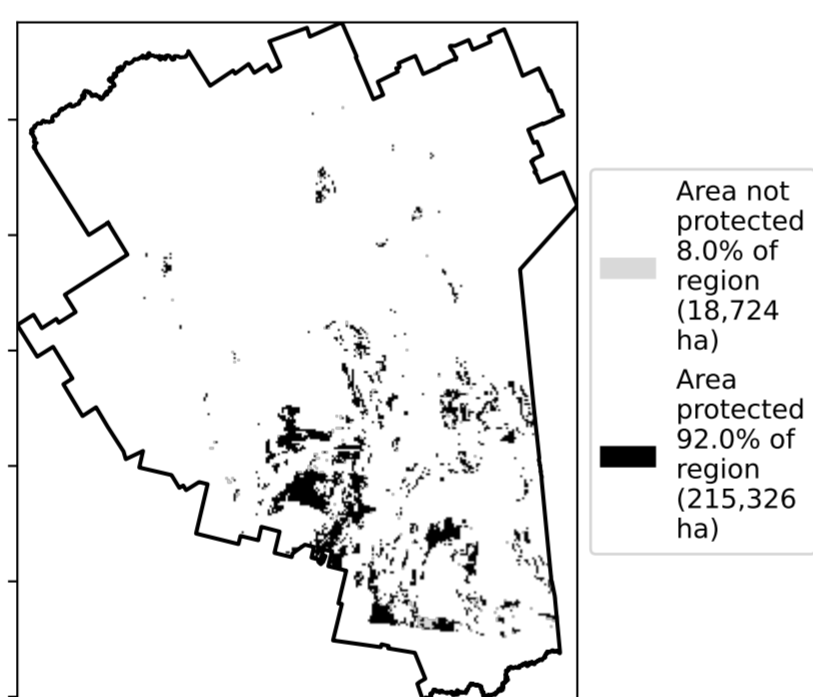 Area not
protected
8.0% of
region
(18,724
ha)
Area
protected
92.0% of
region
(215,326
ha)